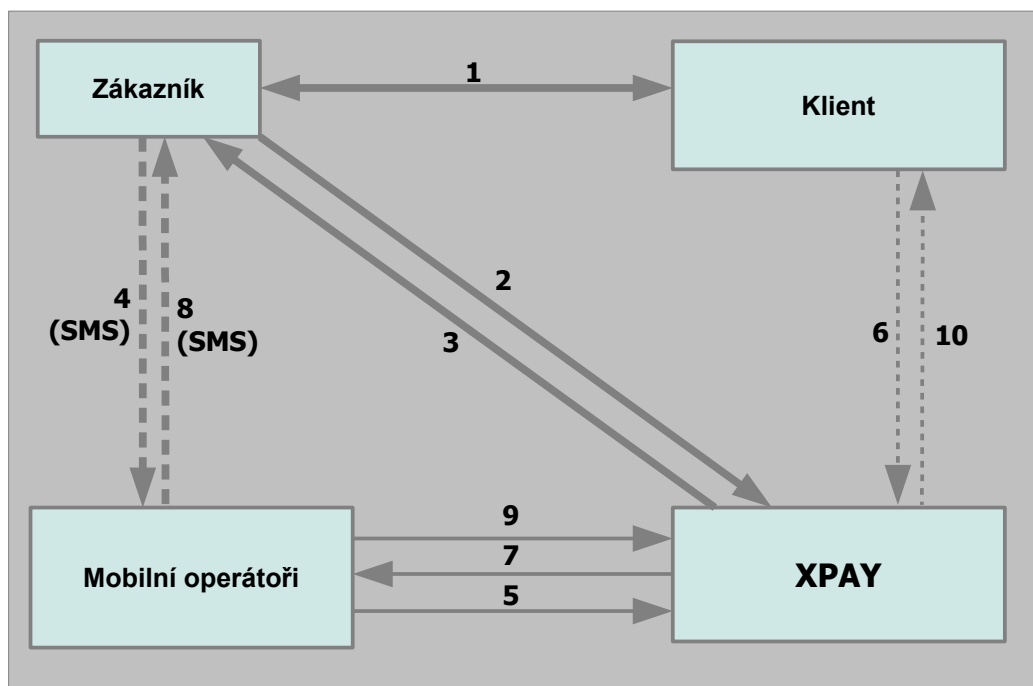 Zákazník
1
Klient
2
3
4
(SMS)
8
(SMS)
6
10
9
7
5
Mobilní operátoři
XPAY